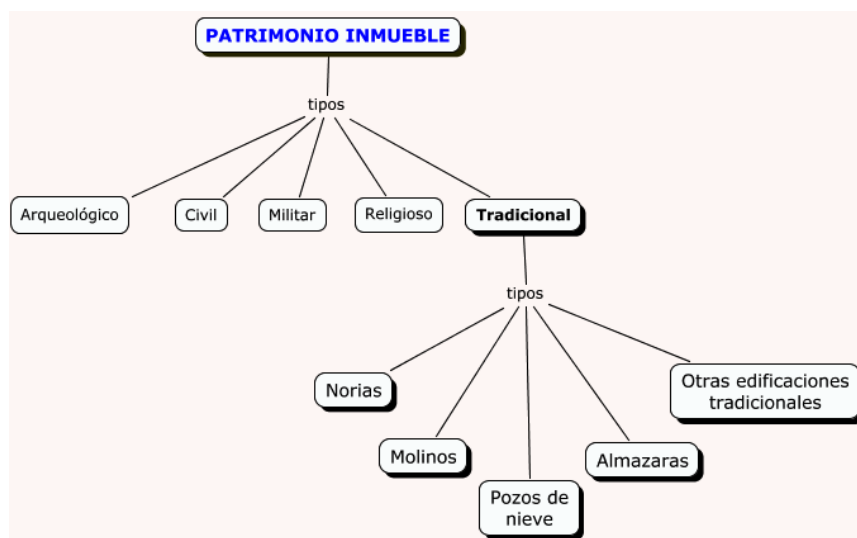 PATRIMONIO INMUEBLE
tipos
Arqueológico
Civil
Militar
Religioso
Tradicional
tipos
Norias
Molinos
Pozos de
nieve
Almazaras
Otras edificaciones
tradicionales